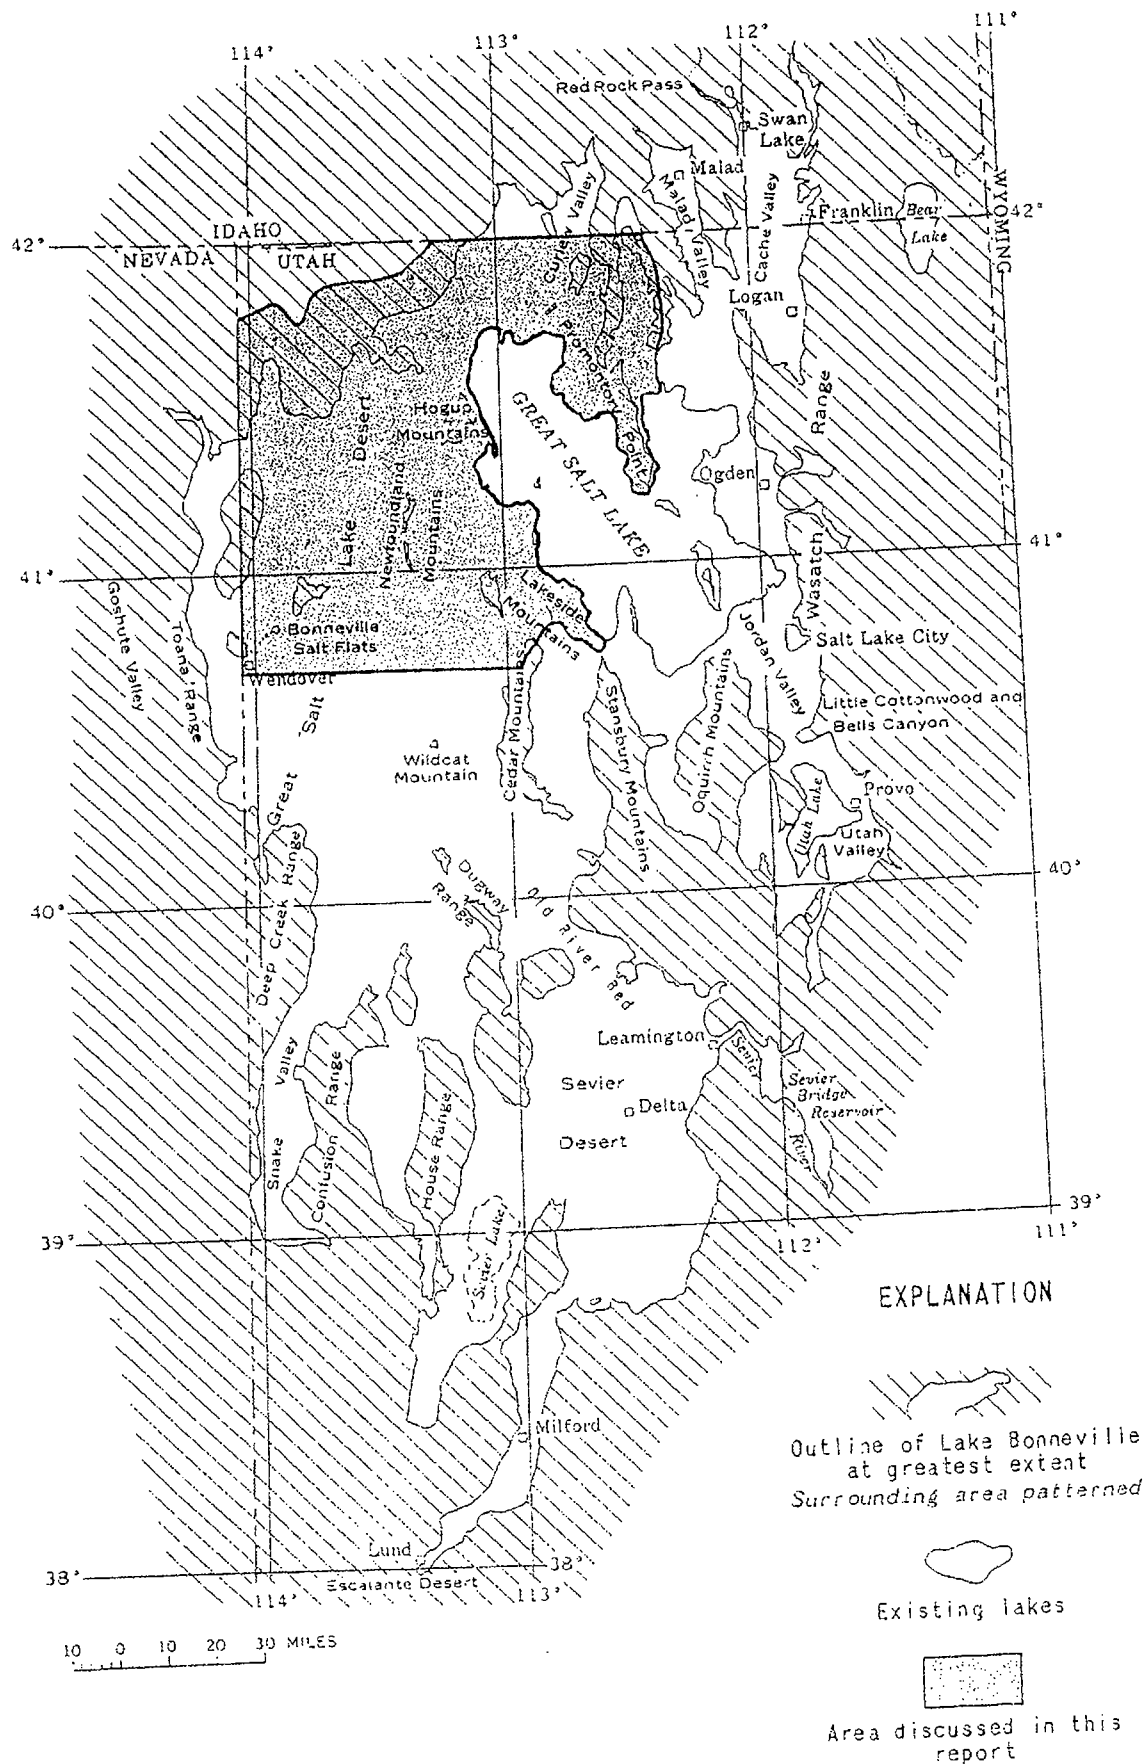 114°
113°
112°
111°
Red Rock Pass
Swan
Lake
Malad
Malad Valley
Curlew Valley
Cache Valley
Franklin
Bear
Lake
WYOMING
42°
42°
IDAHO
NEVADA
UTAH
Logan
Promontory
Point
Range
Wasatch
Hogup
Mountains
GREAT SALT LAKE
Ogden
Desert
Lake
Newfoundland
Mountains
41°
41°
Lakeside
Mountains
Bonneville
Salt Flats
Goshute Valley
Toana Range
Wendover
Salt
Great
Jordan Valley
Salt Lake City
Little Cottonwood and
Bells Canyon
Cedar Mountains
Stansbury Mountains
Oquirrh Mountains
Wildcat
Mountain
Utah Lake
Provo
Utah
Valley
40°
40°
Deep Creek Range
Dugway
Range
Old River Bed
Leamington
Sevier
River
Sevier
Bridge
Reservoir
Sevier
Desert
Delta
Snake
Valley
Confusion
Range
House Range
Sevier Lake
39°
39°
112°
111°
Milford
Lund
Escalante Desert
38°
38°
114°
113°
10 0 10 20 30 MILES
EXPLANATION
Outline of Lake Bonneville
at greatest extent
Surrounding area patterned
Existing lakes
Area discussed in this
report